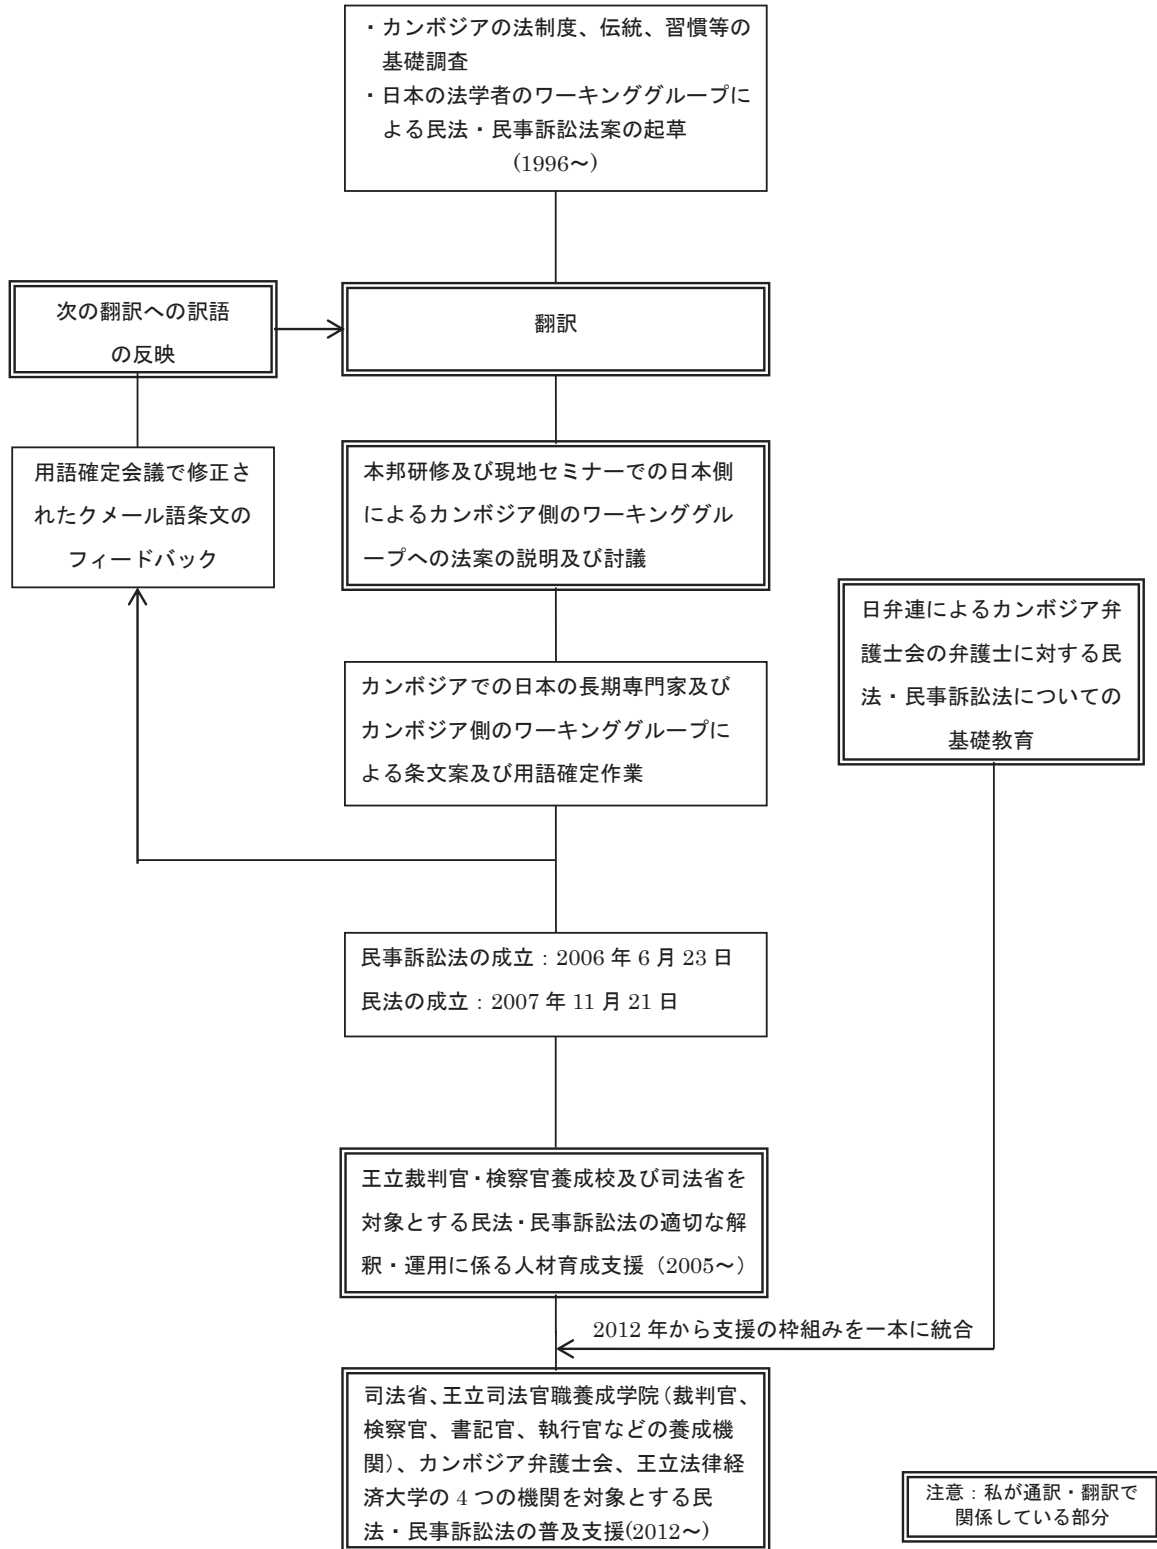 ・カンボジアの法制度、伝統、習慣等の
基礎調査
・日本の法学者のワーキンググループに
よる民法・民事訴訟法案の起草
(1996～)
次の翻訳への訳語
の反映
翻訳
用語確定会議で修正さ
れたクメール語条文の
フィードバック
本邦研修及び現地セミナーでの日本側
によるカンボジア側のワーキンググル
ープへの法案の説明及び討議
日弁連によるカンボジア弁
護士会の弁護士に対する民
法・民事訴訟法についての
基礎教育
カンボジアでの日本の長期専門家及び
カンボジア側のワーキンググループに
よる条文案及び用語確定作業
民事訴訟法の成立：2006 年 6 月 23 日
民法の成立：2007 年 11 月 21 日
王立裁判官・検察官養成校及び司法省を
対象とする民法・民事訴訟法の適切な解
釈・運用に係る人材育成支援（2005～）
2012 年から支援の枠組みを一本に統合
司法省、王立司法官職養成学院（裁判官、
検察官、書記官、執行官などの養成機
関）、カンボジア弁護士会、王立法律経
済大学の 4 つの機関を対象とする民
法・民事訴訟法の普及支援(2012～)
注意：私が通訳・翻訳で
関係している部分